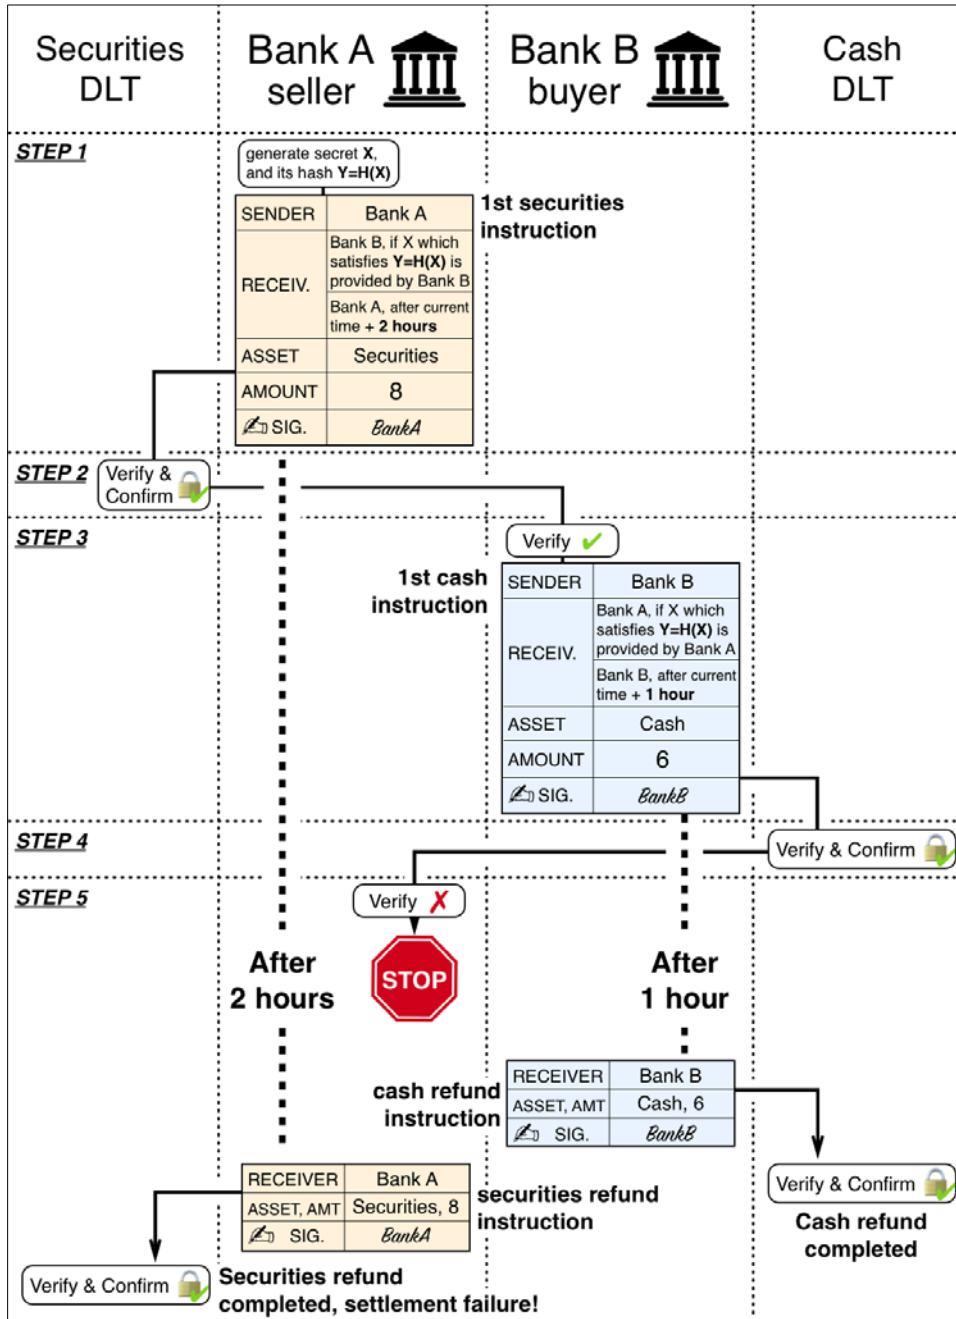 Securities
DLT
Bank A
seller
Bank B
buyer
Cash
DLT
STEP 1
generate secret X,
and its hash Y=H(X)
1st securities
instruction
SENDER
Bank A
RECEIV.
Bank B, if X which
satisfies Y=H(X) is
provided by Bank B
Bank A, after current
time + 2 hours
ASSET
Securities
AMOUNT
8
SIG.
BankA
STEP 2
Verify &
Confirm
STEP 3
Verify
1st cash
instruction
SENDER
Bank B
RECEIV.
Bank A, if X which
satisfies Y=H(X) is
provided by Bank A
Bank B, after current
time + 1 hour
ASSET
Cash
AMOUNT
6
SIG.
BankB
STEP 4
Verify & Confirm
STEP 5
Verify
STOP
After
2 hours
After
1 hour
cash refund
instruction
RECEIVER
Bank B
ASSET, AMT
Cash, 6
SIG.
BankB
Verify & Confirm
Cash refund
completed
RECEIVER
Bank A
ASSET, AMT
Securities, 8
SIG.
BankA
securities refund
instruction
Verify & Confirm
Securities refund
completed, settlement failure!